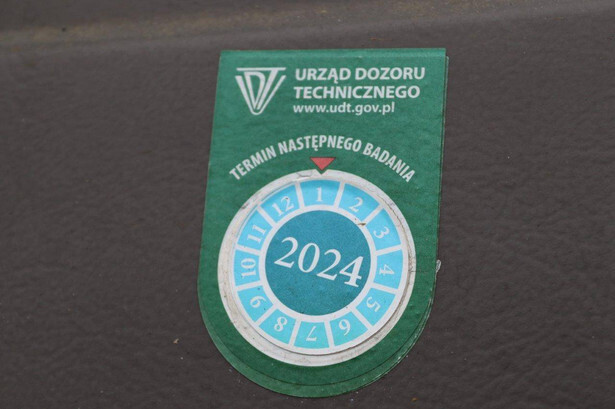 UDT
URZĄD DOZORU
TECHNICZNEGO
www.udt.gov.pl
TERMIN NASTĘPNEGO BADANIA
1
2
3
4
5
6
7
8
9
10
11
12
2024